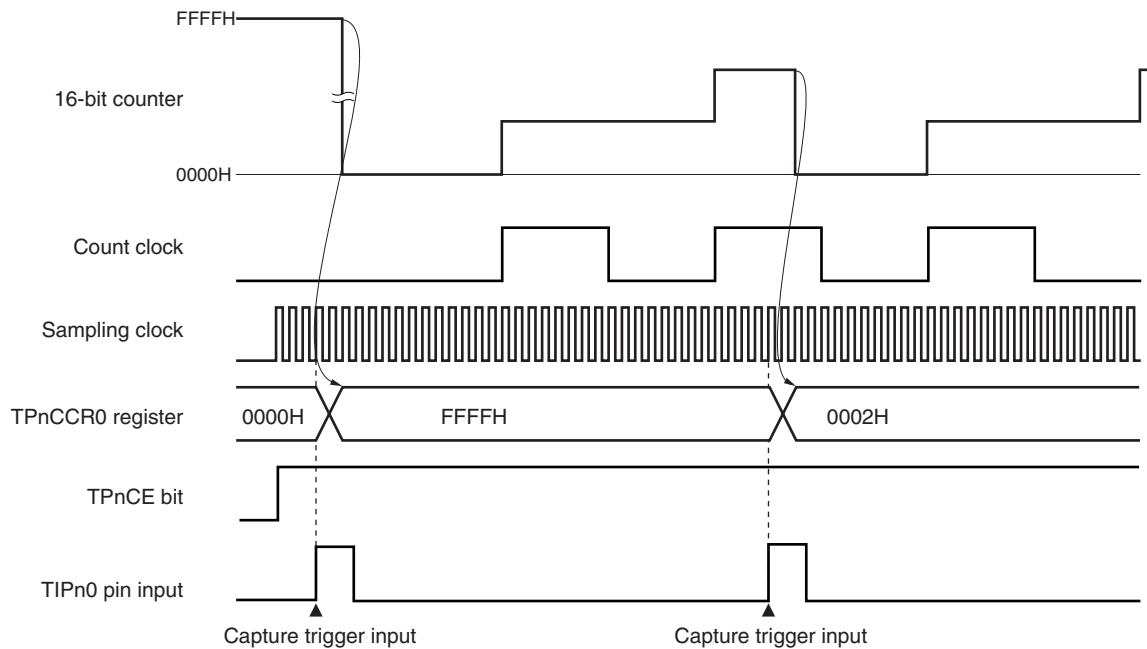 FFFFH
16-bit counter
0000H
Count clock
Sampling clock
TPnCCR0 register 0000H FFFFH 0002H
TPnCE bit
TIPn0 pin input
Capture trigger input Capture trigger input